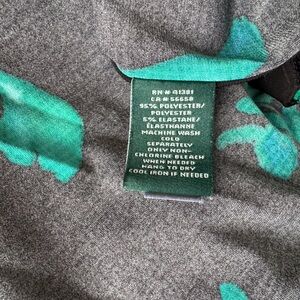 RN # 41381
CA # 56658
95% POLYESTER/
POLYESTER
5% ELASTANE/
ÉLASTHANNE
MACHINE WASH
COLD
SEPARATELY
ONLY NON-
CHLORINE BLEACH
WHEN NEEDED
HANG TO DRY
COOL IRON IF NEEDED